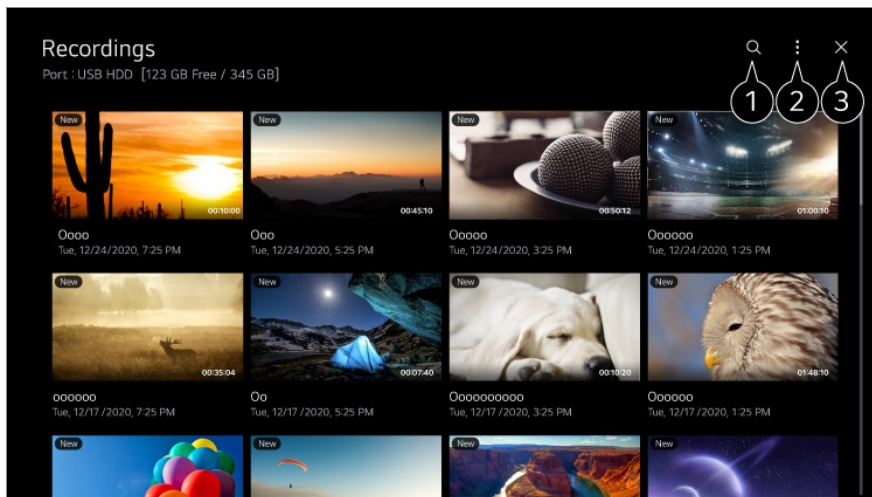 Recordings
Port : USB HDD [123 GB Free / 345 GB]
1 2 3
New New New New
00:10:00 00:45:10 00:50:12 01:00:10
Oooo Ooo Ooooo Oooooo
Tue, 12/24/2020, 7:25 PM Tue, 12/24/2020, 5:25 PM Tue, 12/24/2020, 3:25 PM Tue, 12/24/2020, 1:25 PM
New New New New
00:35:04 00:07:40 00:10:20 01:48:10
oooooo Oo Oooooooooo Oooooo
Tue, 12/17/2020, 7:25 PM Tue, 12/17/2020, 5:25 PM Tue, 12/17/2020, 3:25 PM Tue, 12/17/2020, 1:25 PM
New New New New